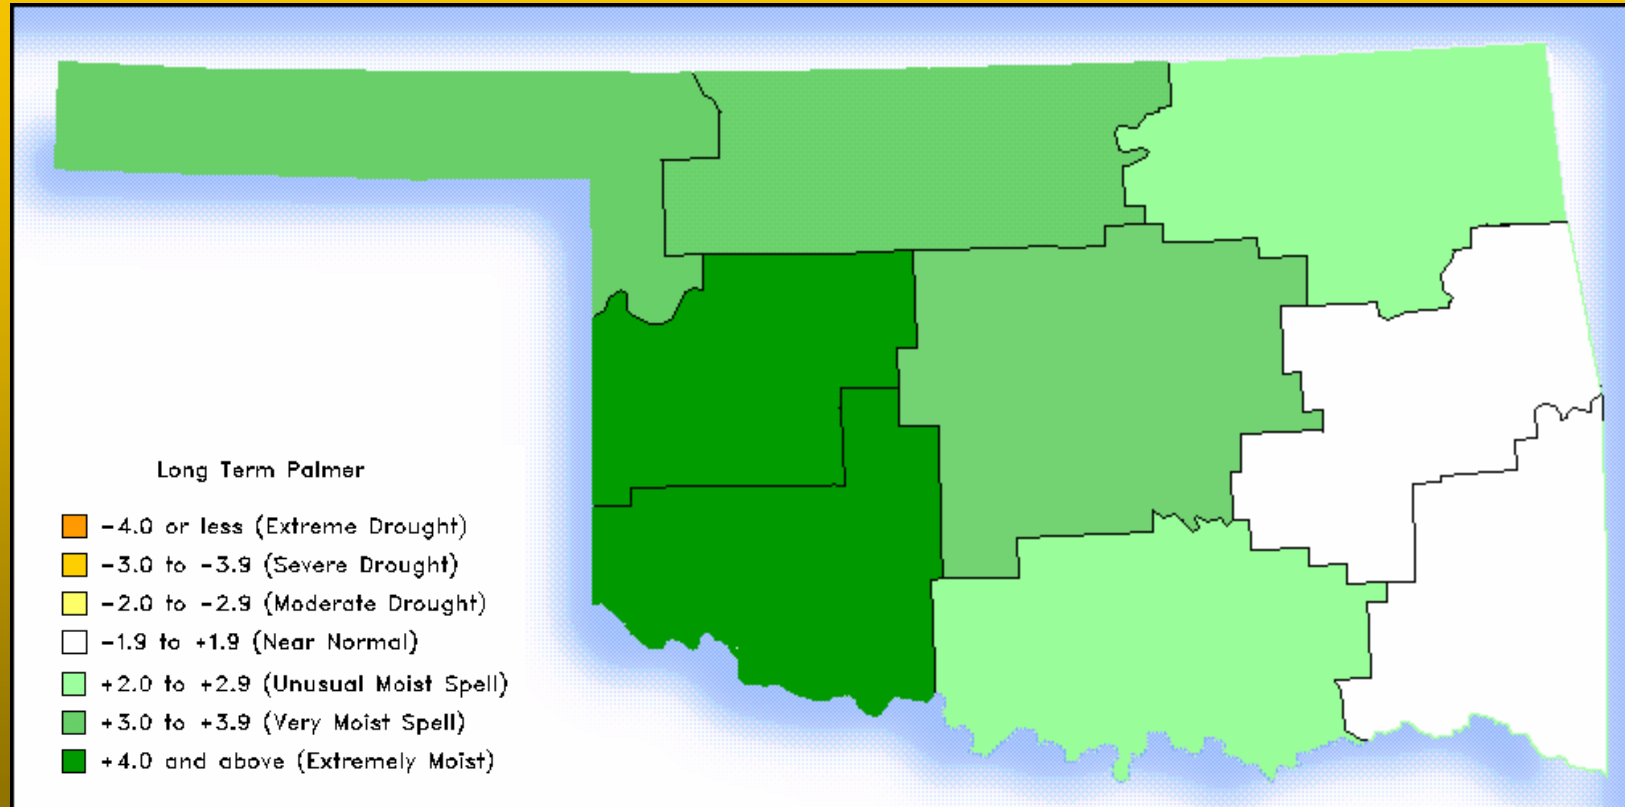 Long Term Palmer
-4.0 or less (Extreme Drought)
-3.0 to -3.9 (Severe Drought)
-2.0 to -2.9 (Moderate Drought)
-1.9 to +1.9 (Near Normal)
+2.0 to +2.9 (Unusual Moist Spell)
+3.0 to +3.9 (Very Moist Spell)
+4.0 and above (Extremely Moist)